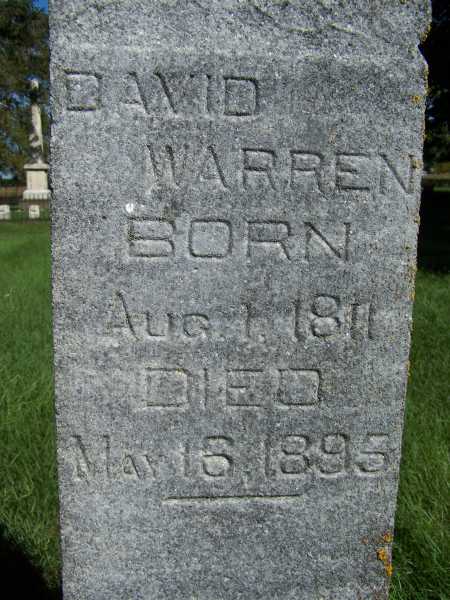 DAVID
WARREN
BORN
AUG. 1, 1811
DIED
MAY 16, 1895